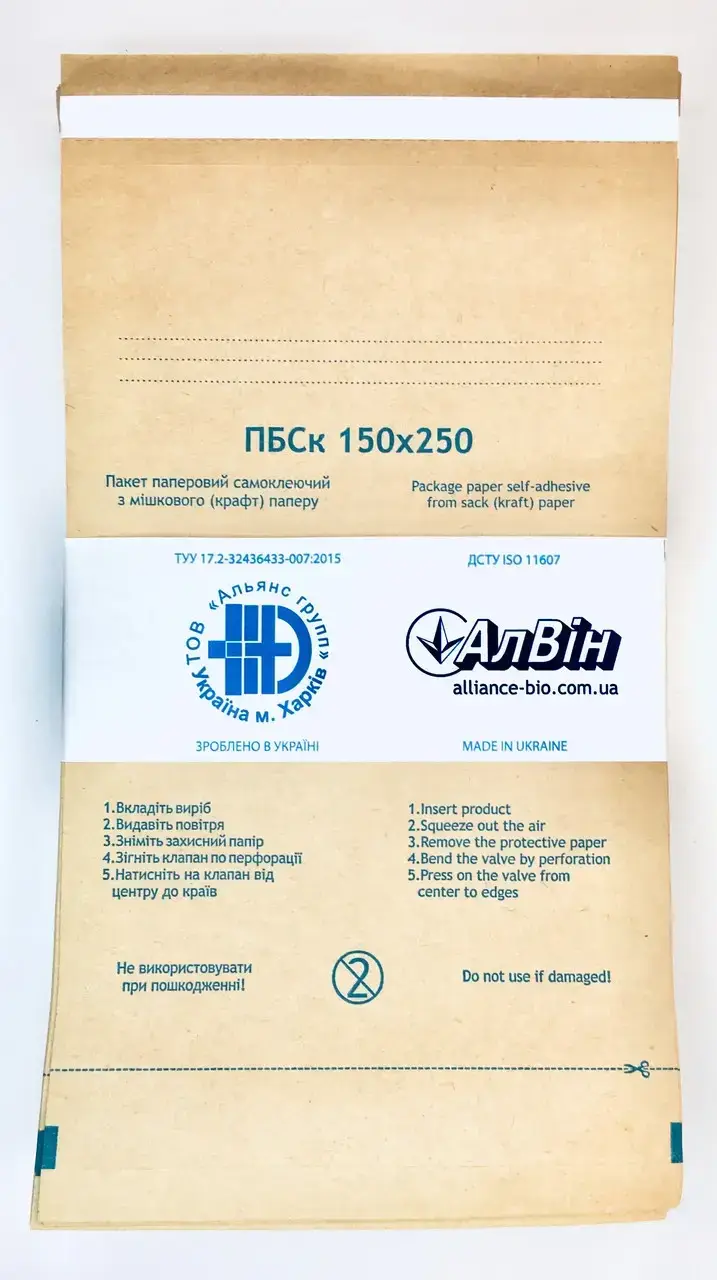 ПБСк 150х250
Пакет паперовий самоклеючий
з мішкового (крафт) паперу
Package paper self-adhesive
from sack (kraft) paper
ТУУ 17.2-32436433-007:2015
ДСТУ ISO 11607
ТОВ «Альянс групп»
Україна м. Харків
АлВін
alliance-bio.com.ua
ЗРОБЛЕНО В УКРАЇНІ
MADE IN UKRAINE
1.Вкладіть виріб
2.Видавіть повітря
3.Зніміть захисний папір
4.Зігніть клапан по перфорації
5.Натисніть на клапан від
центру до країв
1.Insert product
2.Squeeze out the air
3.Remove the protective paper
4.Bend the valve by perforation
5.Press on the valve from
center to edges
Не використовувати
при пошкодженні!
2
Do not use if damaged!